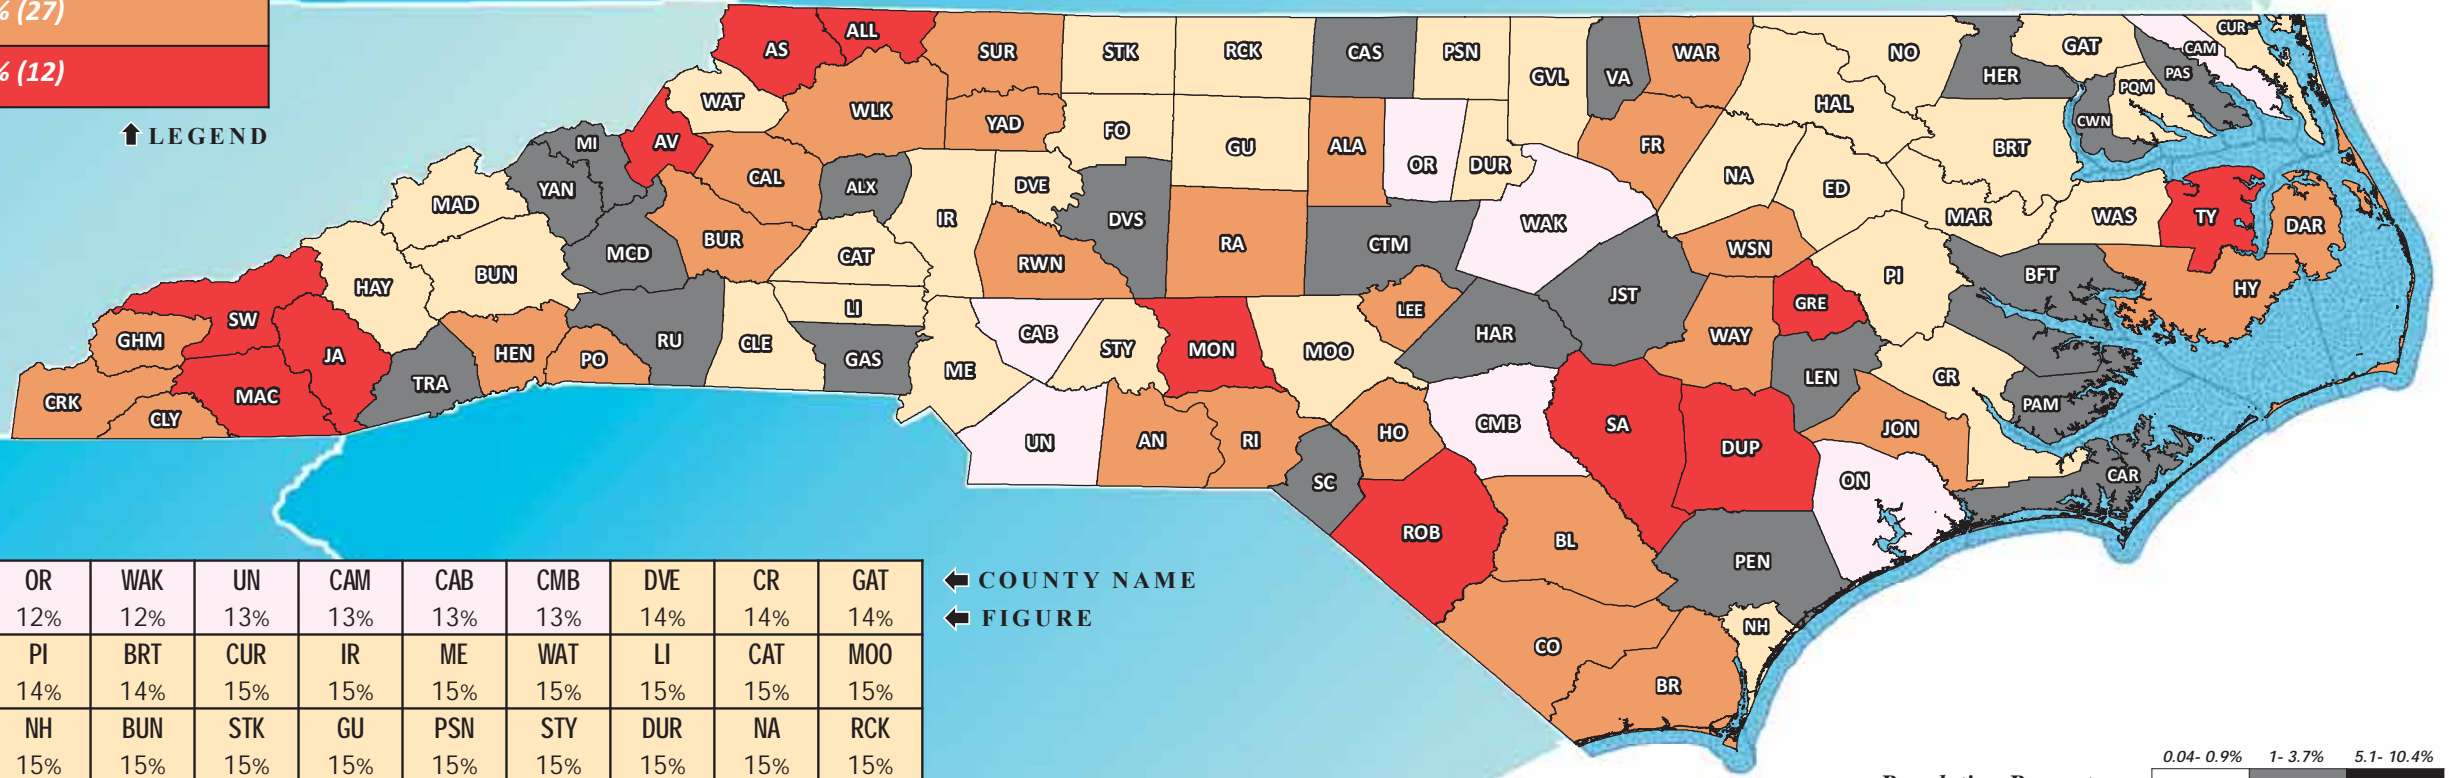 % (27)
% (12)
LEGEND
AS ALL SUR STK RCK CAS PSN GVL VA WAR NO HER GAT CAM CUR
WAT WLK YAD FO GU ALA OR DUR FR HAL BRT CWN PQM PAS
MI AV CAL ALX IR DVE NA ED
MAD YAN BUR CAT DVS RA CTM WAK WSN MAR WAS TY DAR
HAY BUN MCD RWN LI LEE JST GRE PI BFT HY
GHM SW JA HEN PO RU CLE GAS ME CAB STY MON MOO HAR WAY
CRK CLY MAC TRA LEN CR PAM
UN AN RI HO CMB SA DUP JON
SC ROB BL PEN ON CAR
CO BR NH
OR WAK UN CAM CAB CMB DVE CR GAT
12% 12% 13% 13% 13% 13% 14% 14% 14%
PI BRT CUR IR ME WAT LI CAT MOO
14% 14% 15% 15% 15% 15% 15% 15% 15%
NH BUN STK GU PSN STY DUR NA RCK
15% 15% 15% 15% 15% 15% 15% 15% 15%
COUNTY NAME
FIGURE
0.04- 0.9% 1- 3.7% 5.1- 10.4%